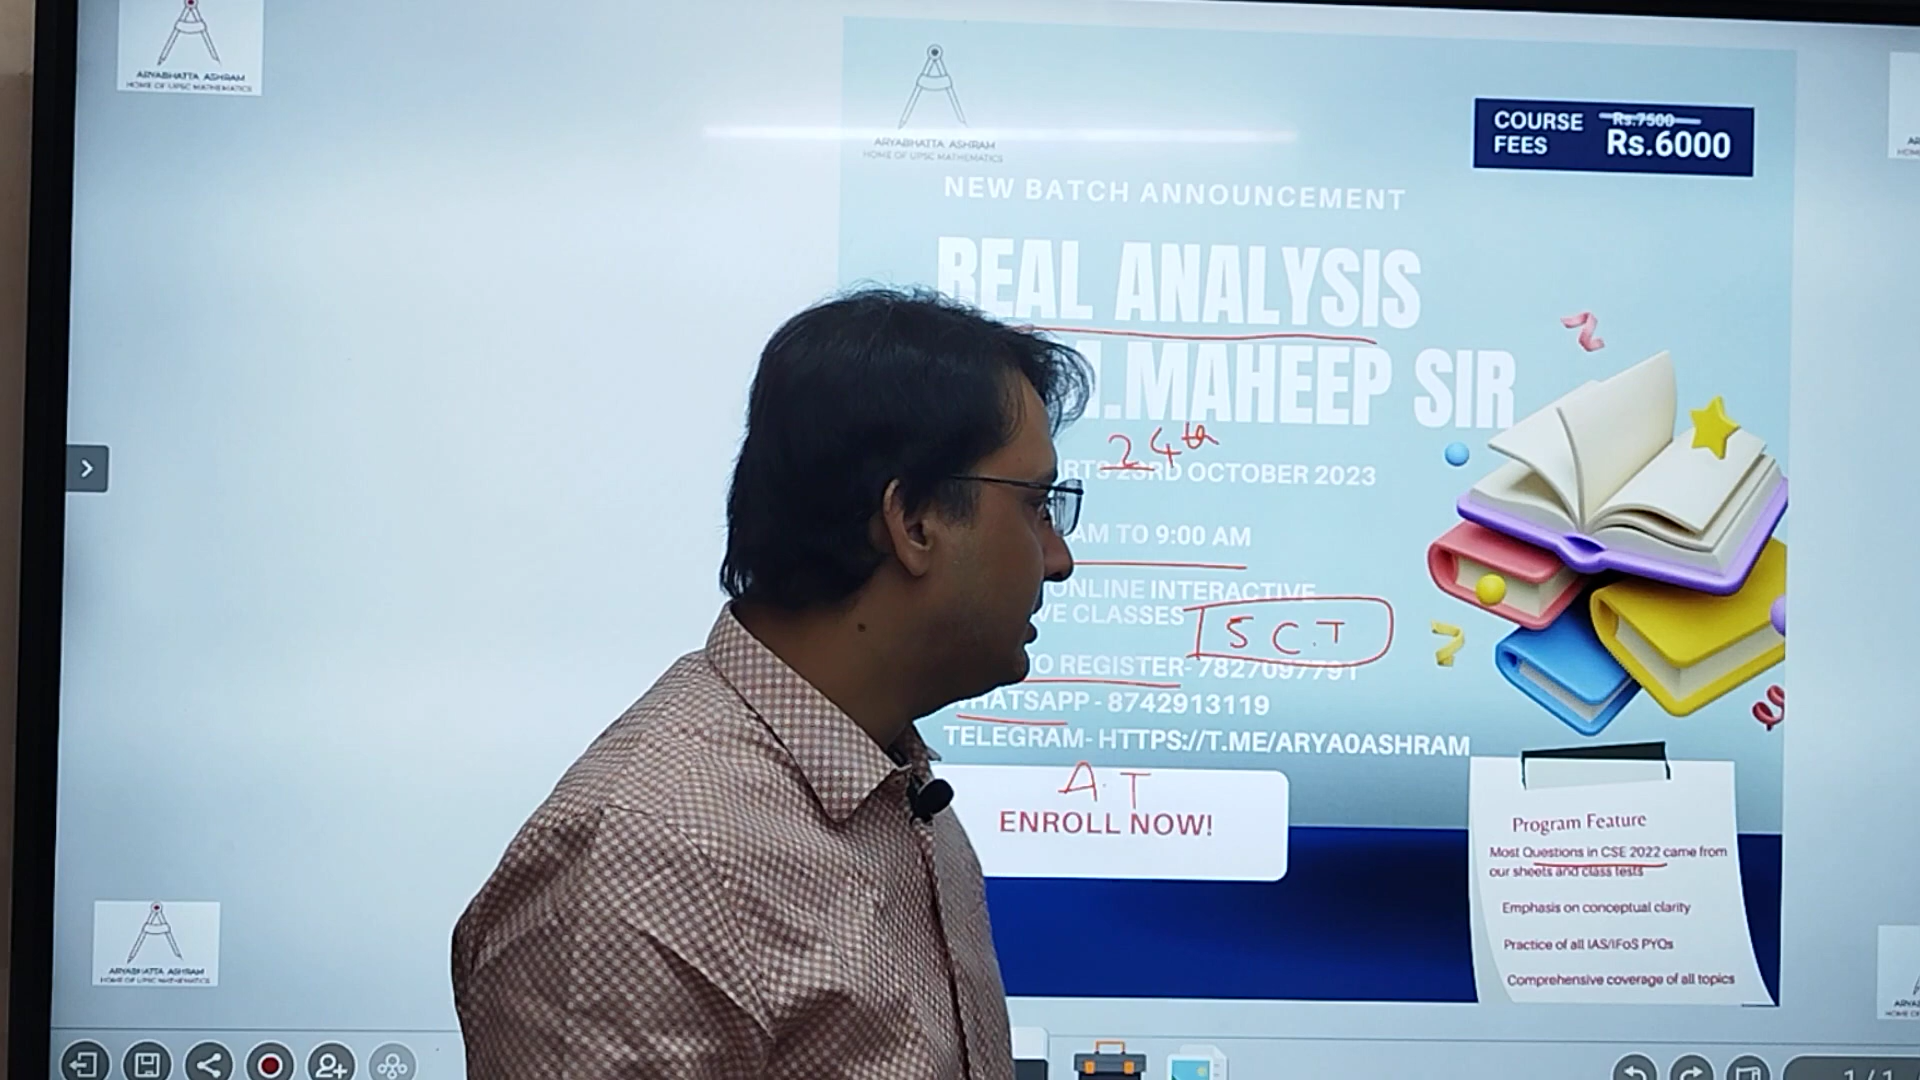 ARYABHATTA ASHRAM
HOME OF UPSC MATHEMATICS
ARYABHATTA ASHRAM
HOME OF UPSC MATHEMATICS
COURSE FEES
Rs.7500
Rs.6000
NEW BATCH ANNOUNCEMENT
REAL ANALYSIS
.MAHEEP SIR
24th
23RD OCTOBER 2023
AM TO 9:00 AM
ONLINE INTERACTIVE
CLASSES
S C.T
TO REGISTER- 7827097791
WHATSAPP - 8742913119
TELEGRAM- HTTPS://T.ME/ARYA0ASHRAM
A.T
ENROLL NOW!
Program Feature
Most Questions in CSE 2022 came from
our sheets and class tests
Emphasis on conceptual clarity
Practice of all IAS/IFoS PYQs
Comprehensive coverage of all topics
ARYABHATTA ASHRAM
HOME OF UPSC MATHEMATICS
1/1